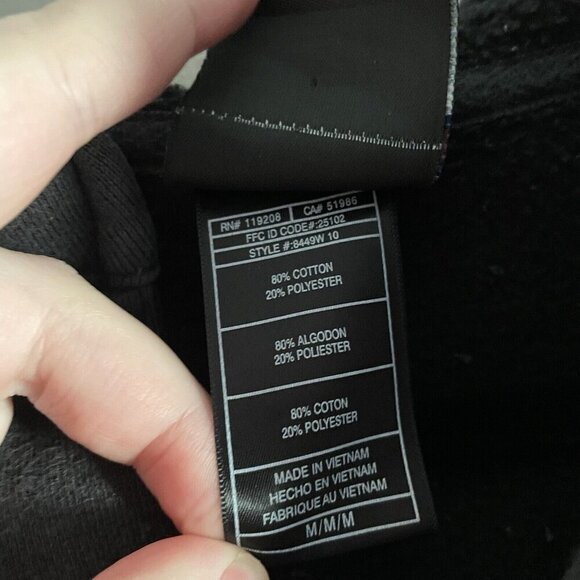 RN# 119208 CA# 51986
FFC ID CODE#:25102
STYLE #:8449W 10
80% COTTON
20% POLYESTER
80% ALGODON
20% POLIESTER
80% COTON
20% POLYESTER
MADE IN VIETNAM
HECHO EN VIETNAM
FABRIQUE AU VIETNAM
M/M/M